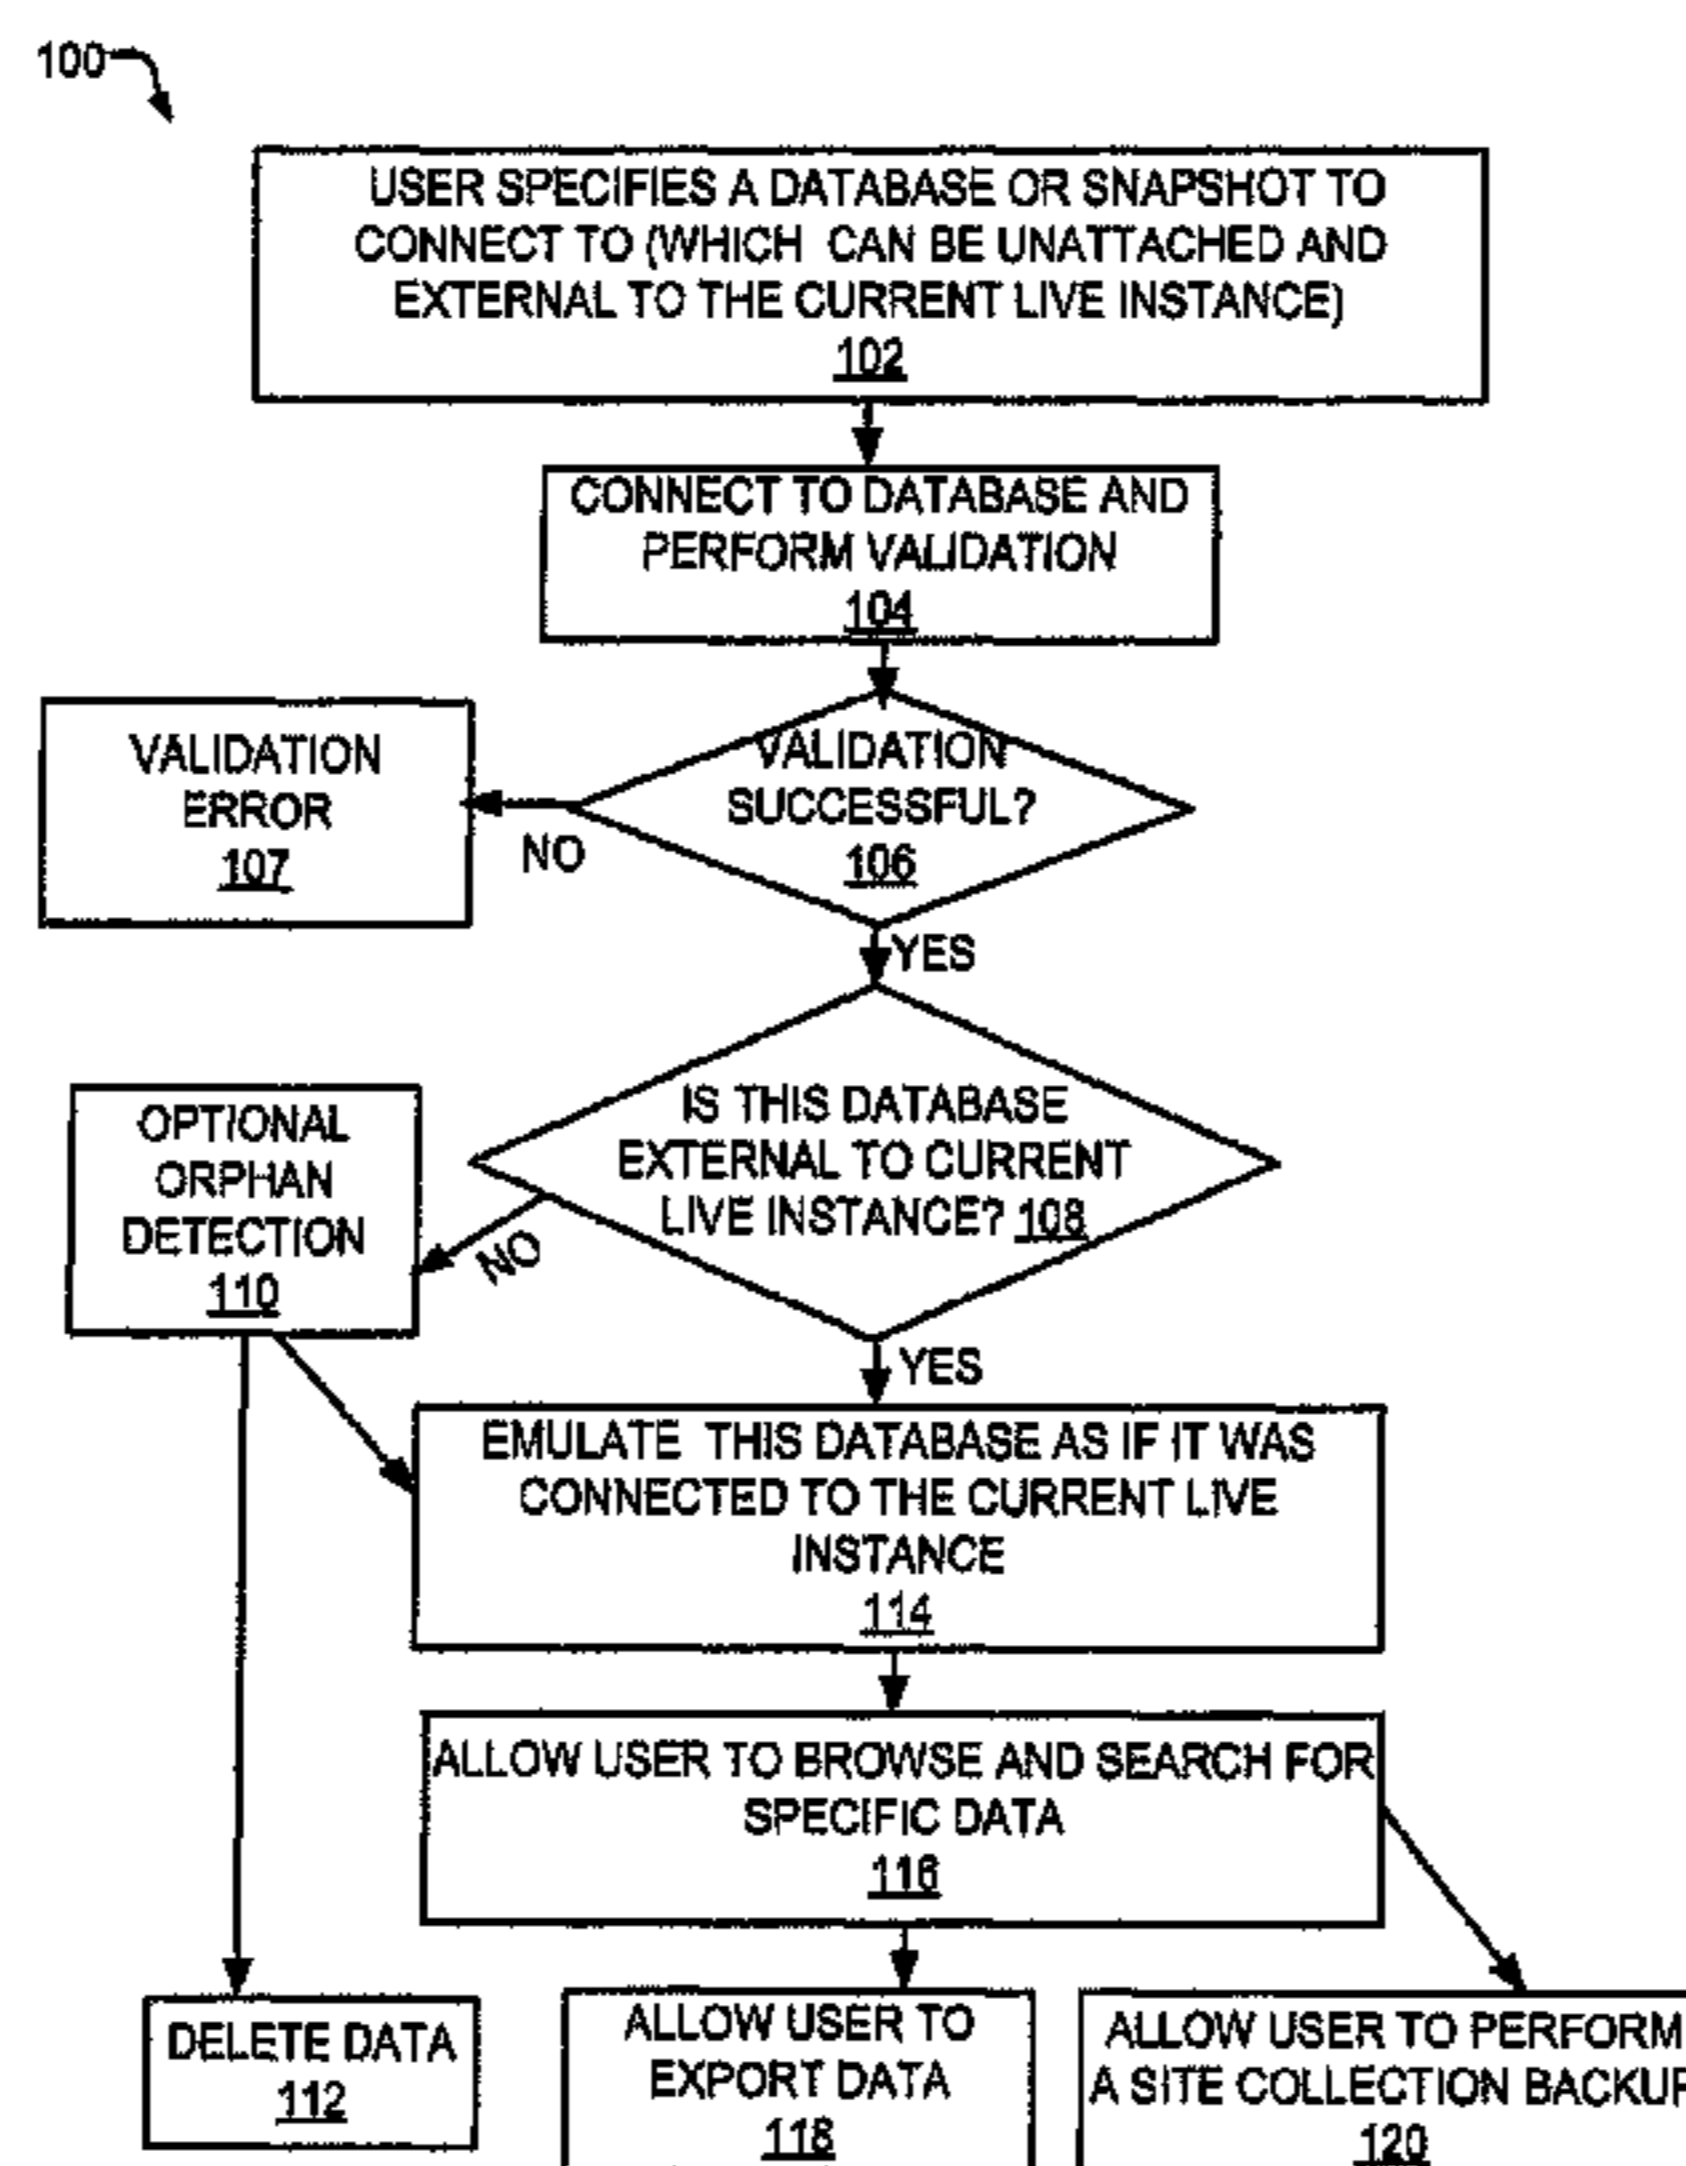 100
USER SPECIFIES A DATABASE OR SNAPSHOT TO
CONNECT TO (WHICH CAN BE UNATTACHED AND
EXTERNAL TO THE CURRENT LIVE INSTANCE)
102
CONNECT TO DATABASE AND
PERFORM VALIDATION
104
VALIDATION
SUCCESSFUL?
106
VALIDATION
ERROR
107
NO
YES
IS THIS DATABASE
EXTERNAL TO CURRENT
LIVE INSTANCE? 108
OPTIONAL
ORPHAN
DETECTION
110
NO
YES
EMULATE THIS DATABASE AS IF IT WAS
CONNECTED TO THE CURRENT LIVE
INSTANCE
114
ALLOW USER TO BROWSE AND SEARCH FOR
SPECIFIC DATA
116
DELETE DATA
112
ALLOW USER TO
EXPORT DATA
118
ALLOW USER TO PERFORM
A SITE COLLECTION BACKUP
120